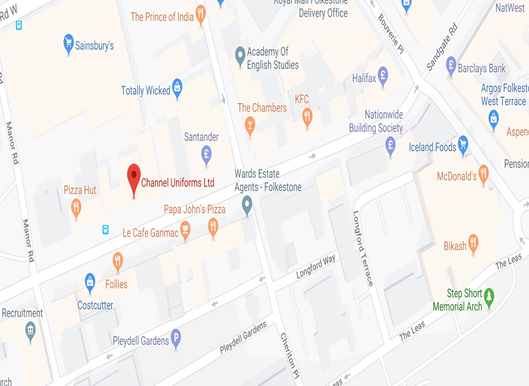 Rd W
The Prince of India
Royal Mail Folkestone
Delivery Office
NatWest
Sainsbury's
Bouverie Pl
Sandgate Rd
Academy Of
English Studies
Barclays Bank
Totally Wicked
Halifax
Argos Folkestone
West Terrace
KFC
The Chambers
Nationwide
Building Society
Aspen
Manor Rd
Santander
Iceland Foods
Pension
Channel Uniforms Ltd
Wards Estate
Agents - Folkestone
McDonald's
Pizza Hut
Papa John's Pizza
Le Cafe Ganmac
Longford Terrace
Manor Rd
Bikash
Follies
Longford Way
The Leas
Costcutter
Step Short
Memorial Arch
Recruitment
Pleydell Gardens
Pleydell Gardens
Cheriton Pl
The Leas
The Leas